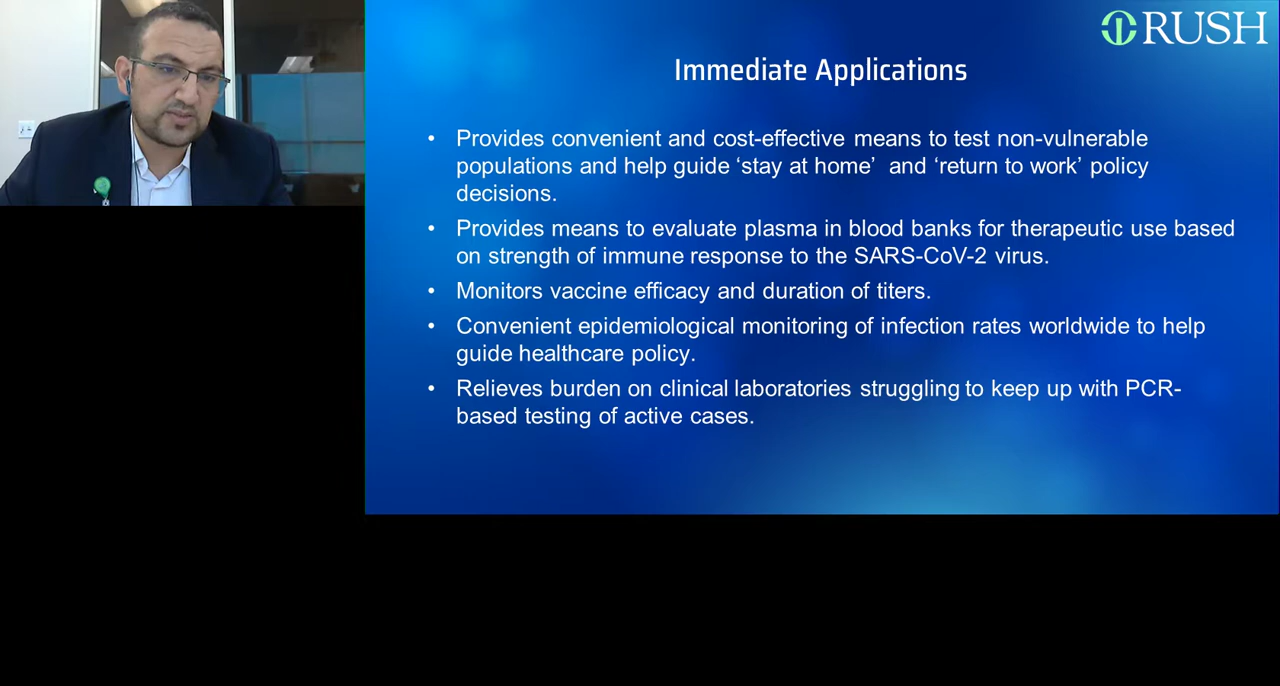 RUSH
Immediate Applications
• Provides convenient and cost-effective means to test non-vulnerable
populations and help guide ‘stay at home’ and ‘return to work’ policy
decisions.
• Provides means to evaluate plasma in blood banks for therapeutic use based
on strength of immune response to the SARS-CoV-2 virus.
• Monitors vaccine efficacy and duration of titers.
• Convenient epidemiological monitoring of infection rates worldwide to help
guide healthcare policy.
• Relieves burden on clinical laboratories struggling to keep up with PCR-
based testing of active cases.